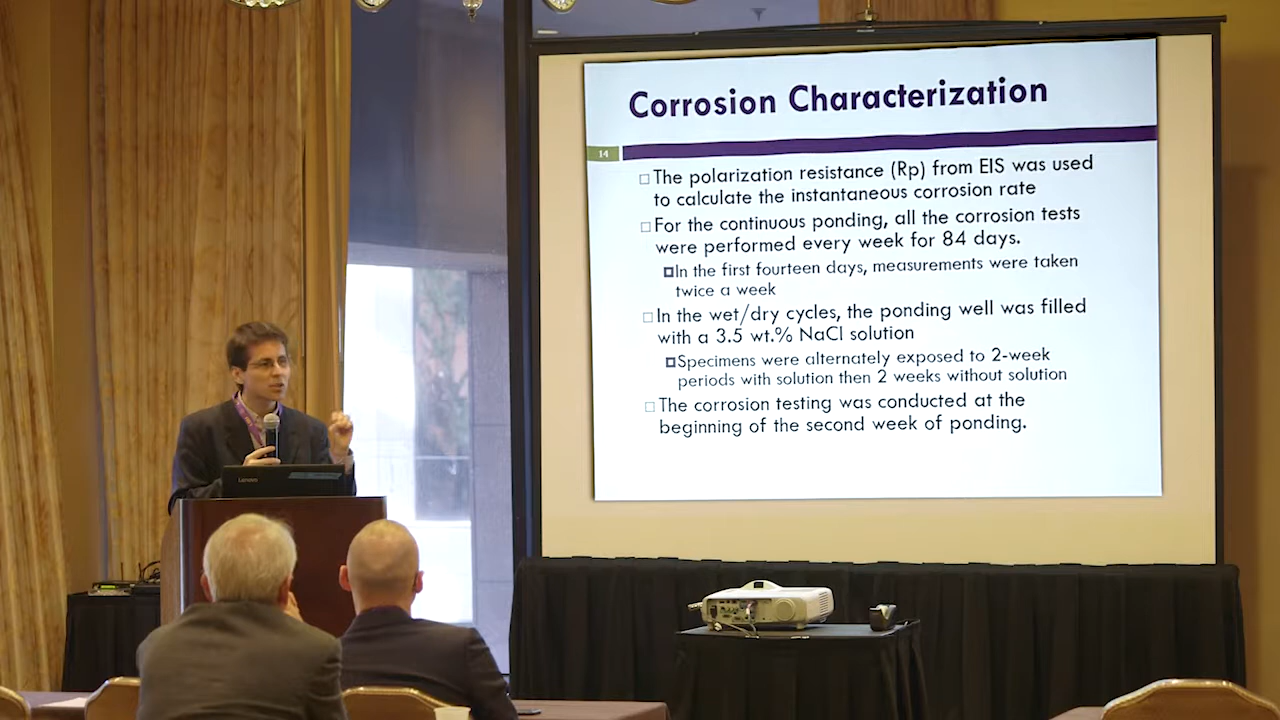 Corrosion Characterization
14
The polarization resistance (Rp) from EIS was used
to calculate the instantaneous corrosion rate
For the continuous ponding, all the corrosion tests
were performed every week for 84 days.
In the first fourteen days, measurements were taken
twice a week
In the wet/dry cycles, the ponding well was filled
with a 3.5 wt.% NaCl solution
Specimens were alternately exposed to 2-week
periods with solution then 2 weeks without solution
The corrosion testing was conducted at the
beginning of the second week of ponding.
Lenovo